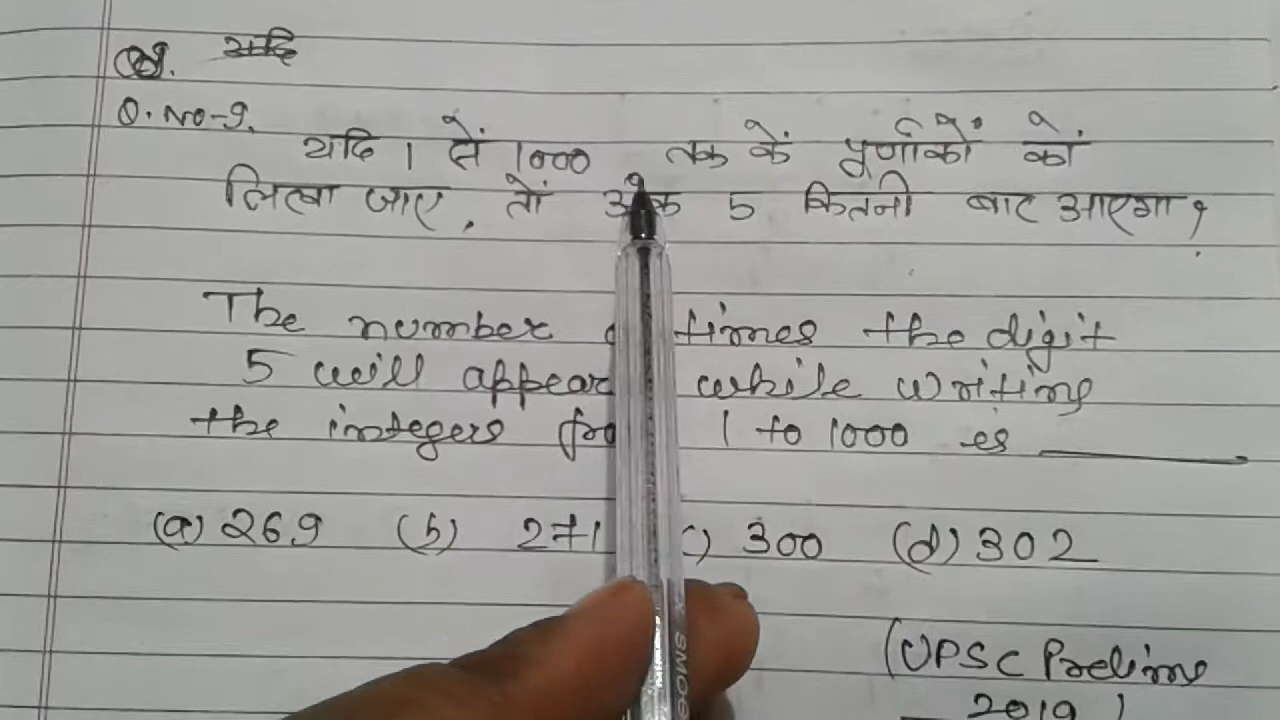 यदि
Q. No-9.
यदि 1 से 1000 तक के पूर्णांकों को
लिखा जाए, तो अंक 5 कितनी बार आएगा?
The number times the digit
5 will appear while writing
the integers 1 to 1000 is
(a) 269 (b) 271 (c) 300 (d) 302
(UPSC Prelims
2019)